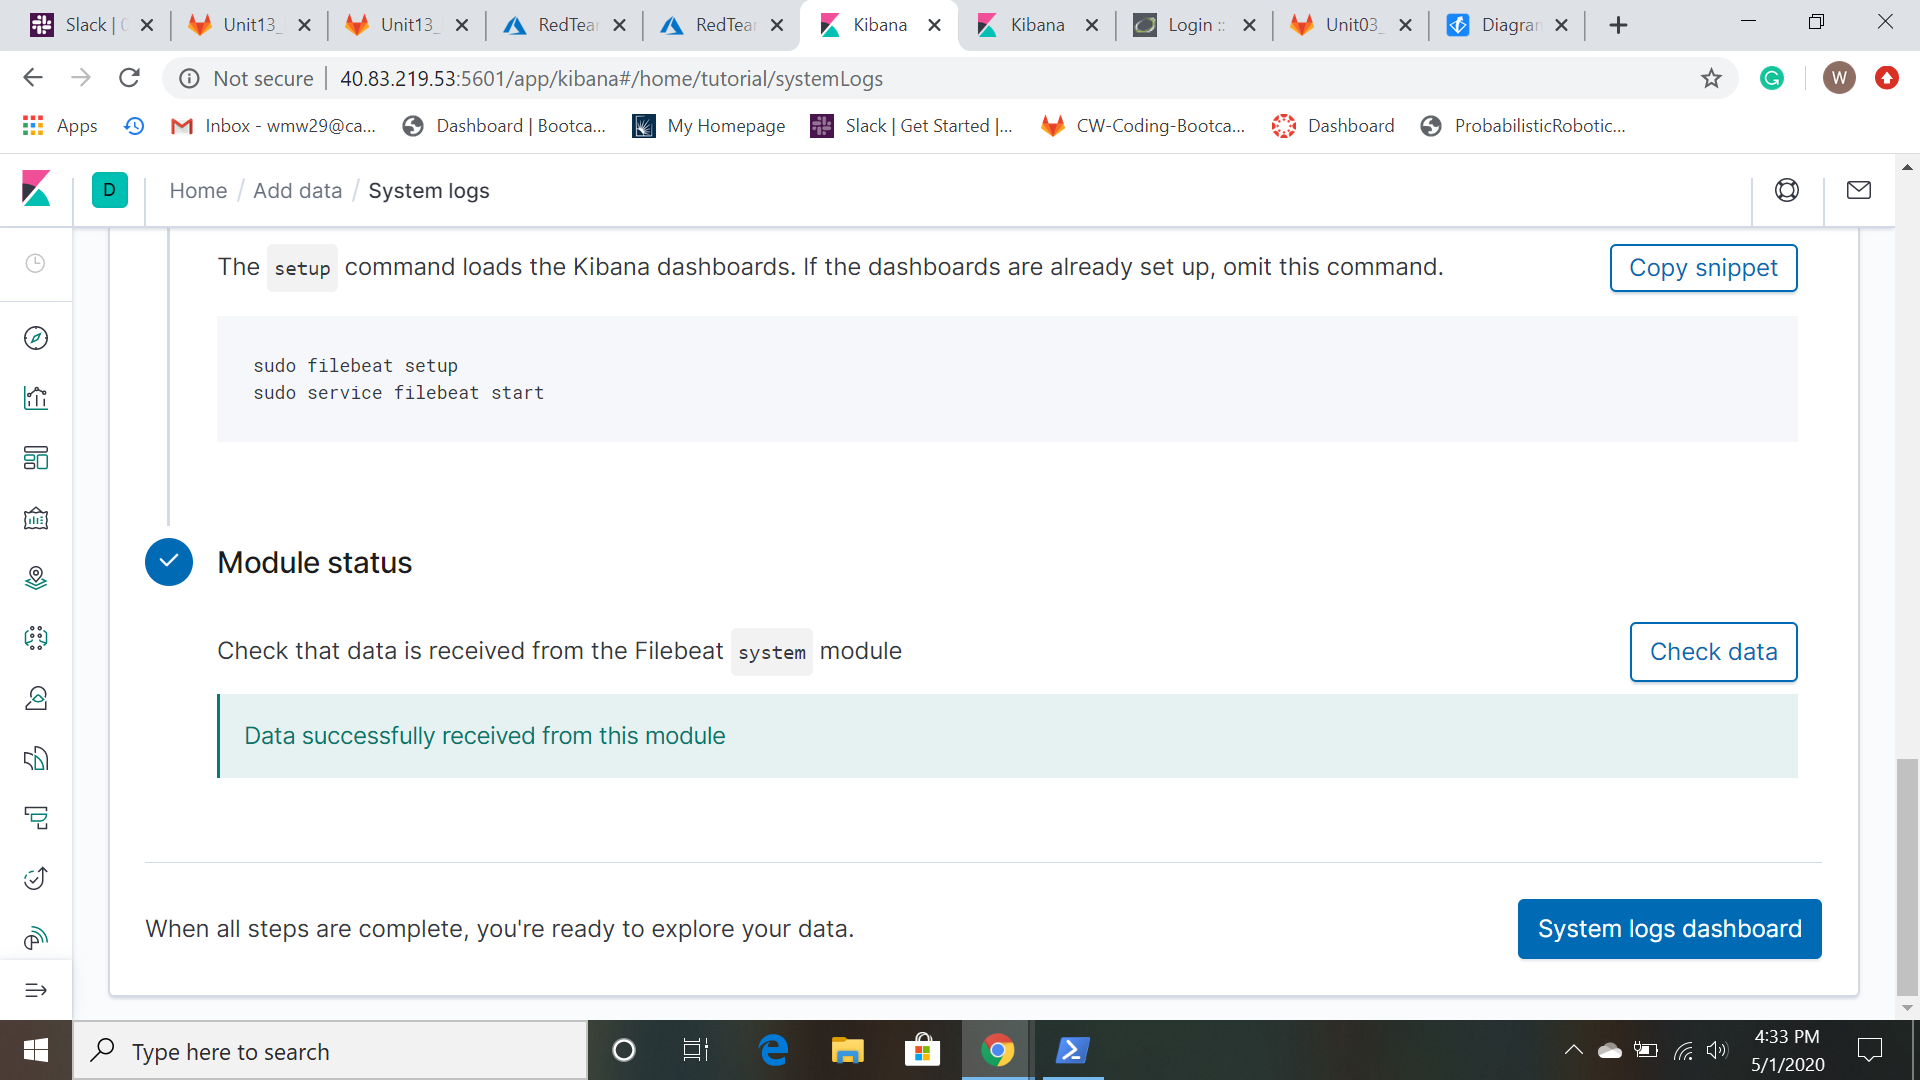 Slack | (
Unit13_
Unit13_
RedTea
RedTea
Kibana
Kibana
Login ::
Unit03_
Diagra
Not secure
40.83.219.53:5601/app/kibana#/home/tutorial/systemLogs
G
W
Apps
Inbox - wmw29@ca...
Dashboard | Bootca...
My Homepage
Slack | Get Started |...
CW-Coding-Bootca...
Dashboard
ProbabilisticRobotic...
D
Home / Add data / System logs
The setup command loads the Kibana dashboards. If the dashboards are already set up, omit this command.
Copy snippet
sudo filebeat setup
sudo service filebeat start
Module status
Check that data is received from the Filebeat system module
Check data
Data successfully received from this module
When all steps are complete, you're ready to explore your data.
System logs dashboard
Type here to search
4:33 PM
5/1/2020